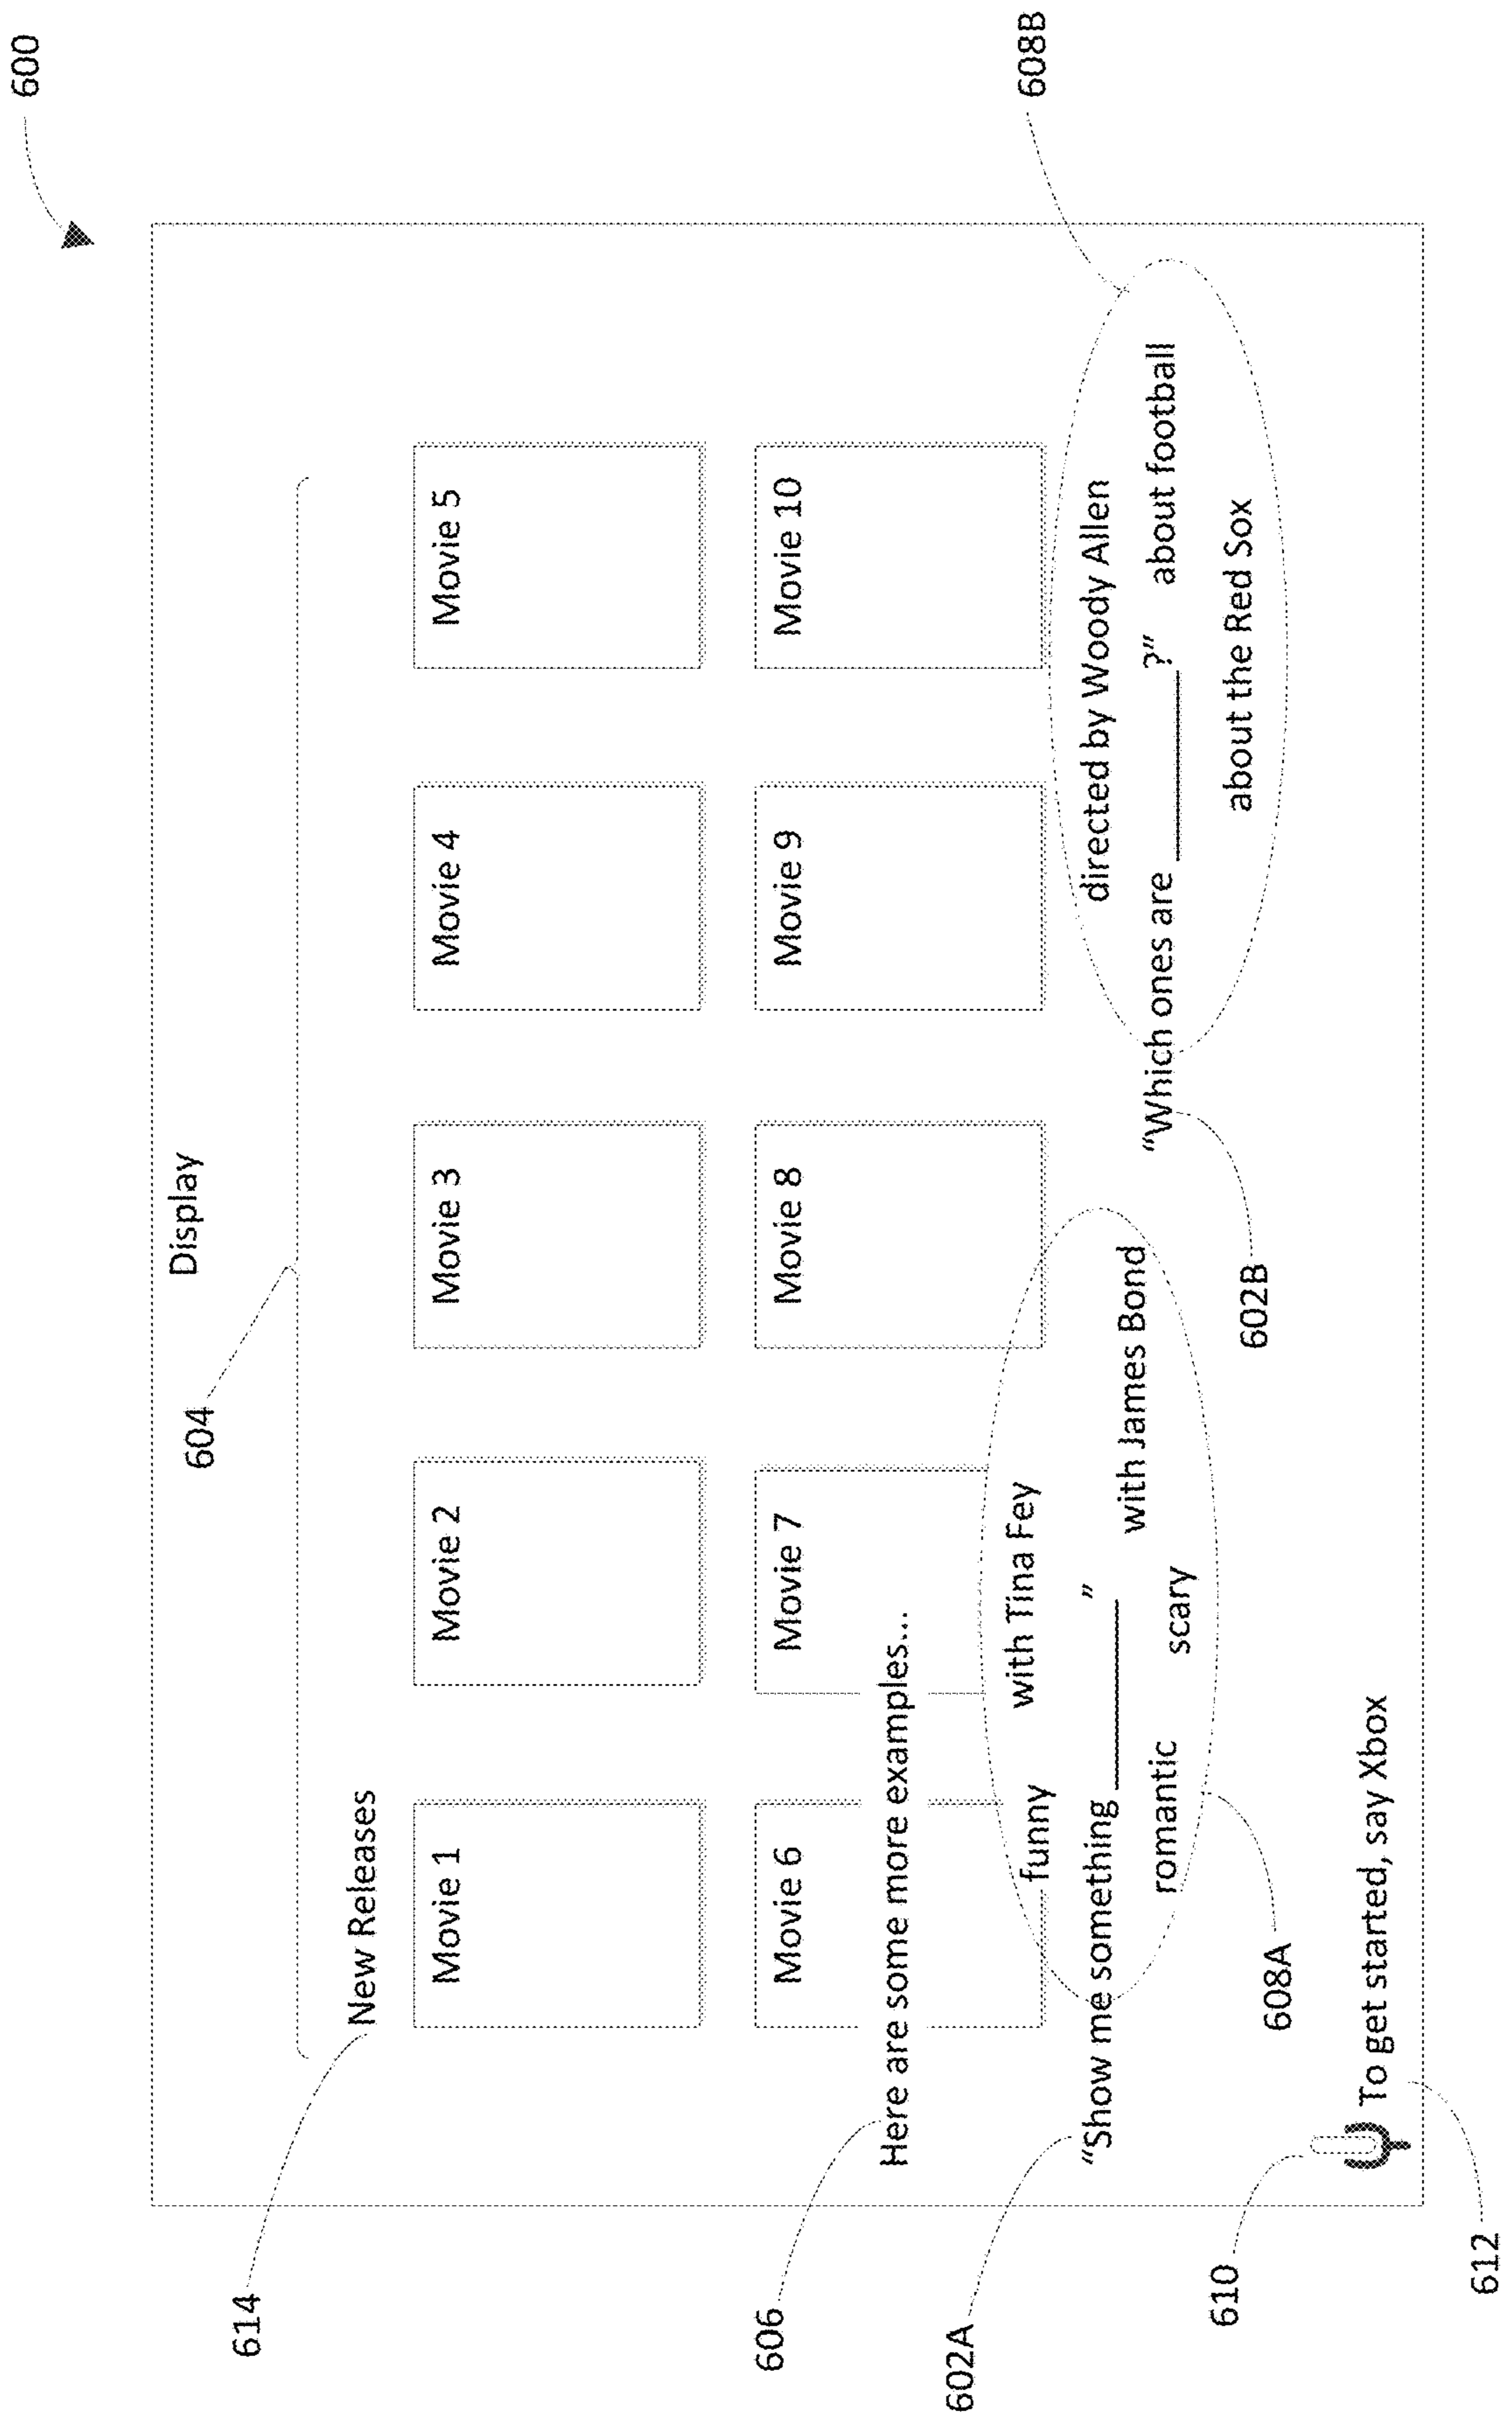 600
Display
604
614
New Releases
Movie 1
Movie 2
Movie 3
Movie 4
Movie 5
Movie 6
Movie 7
Movie 8
Movie 9
Movie 10
606
Here are some more examples...
608B
602A
funny
with Tina Fey
“Show me something ________ ”
with James Bond
romantic
scary
608A
directed by Woody Allen
“Which ones are ________ ?”
about football
about the Red Sox
602B
610
To get started, say Xbox
612